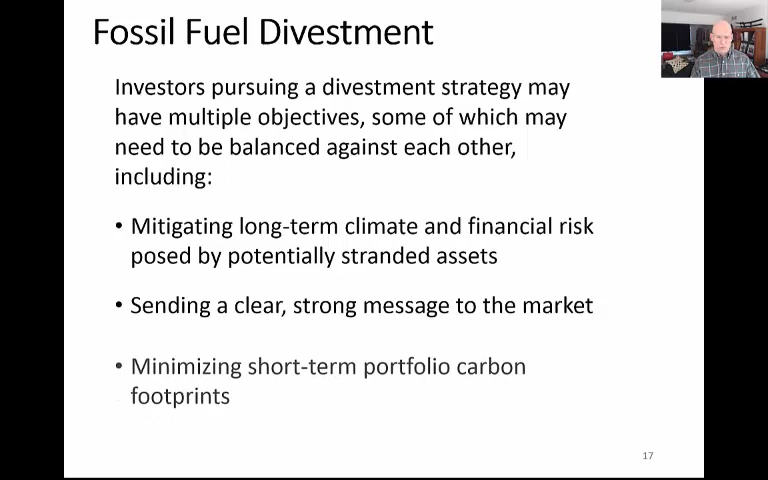 Fossil Fuel Divestment
Investors pursuing a divestment strategy may
have multiple objectives, some of which may
need to be balanced against each other,
including:
• Mitigating long-term climate and financial risk
posed by potentially stranded assets
• Sending a clear, strong message to the market
• Minimizing short-term portfolio carbon
footprints
17